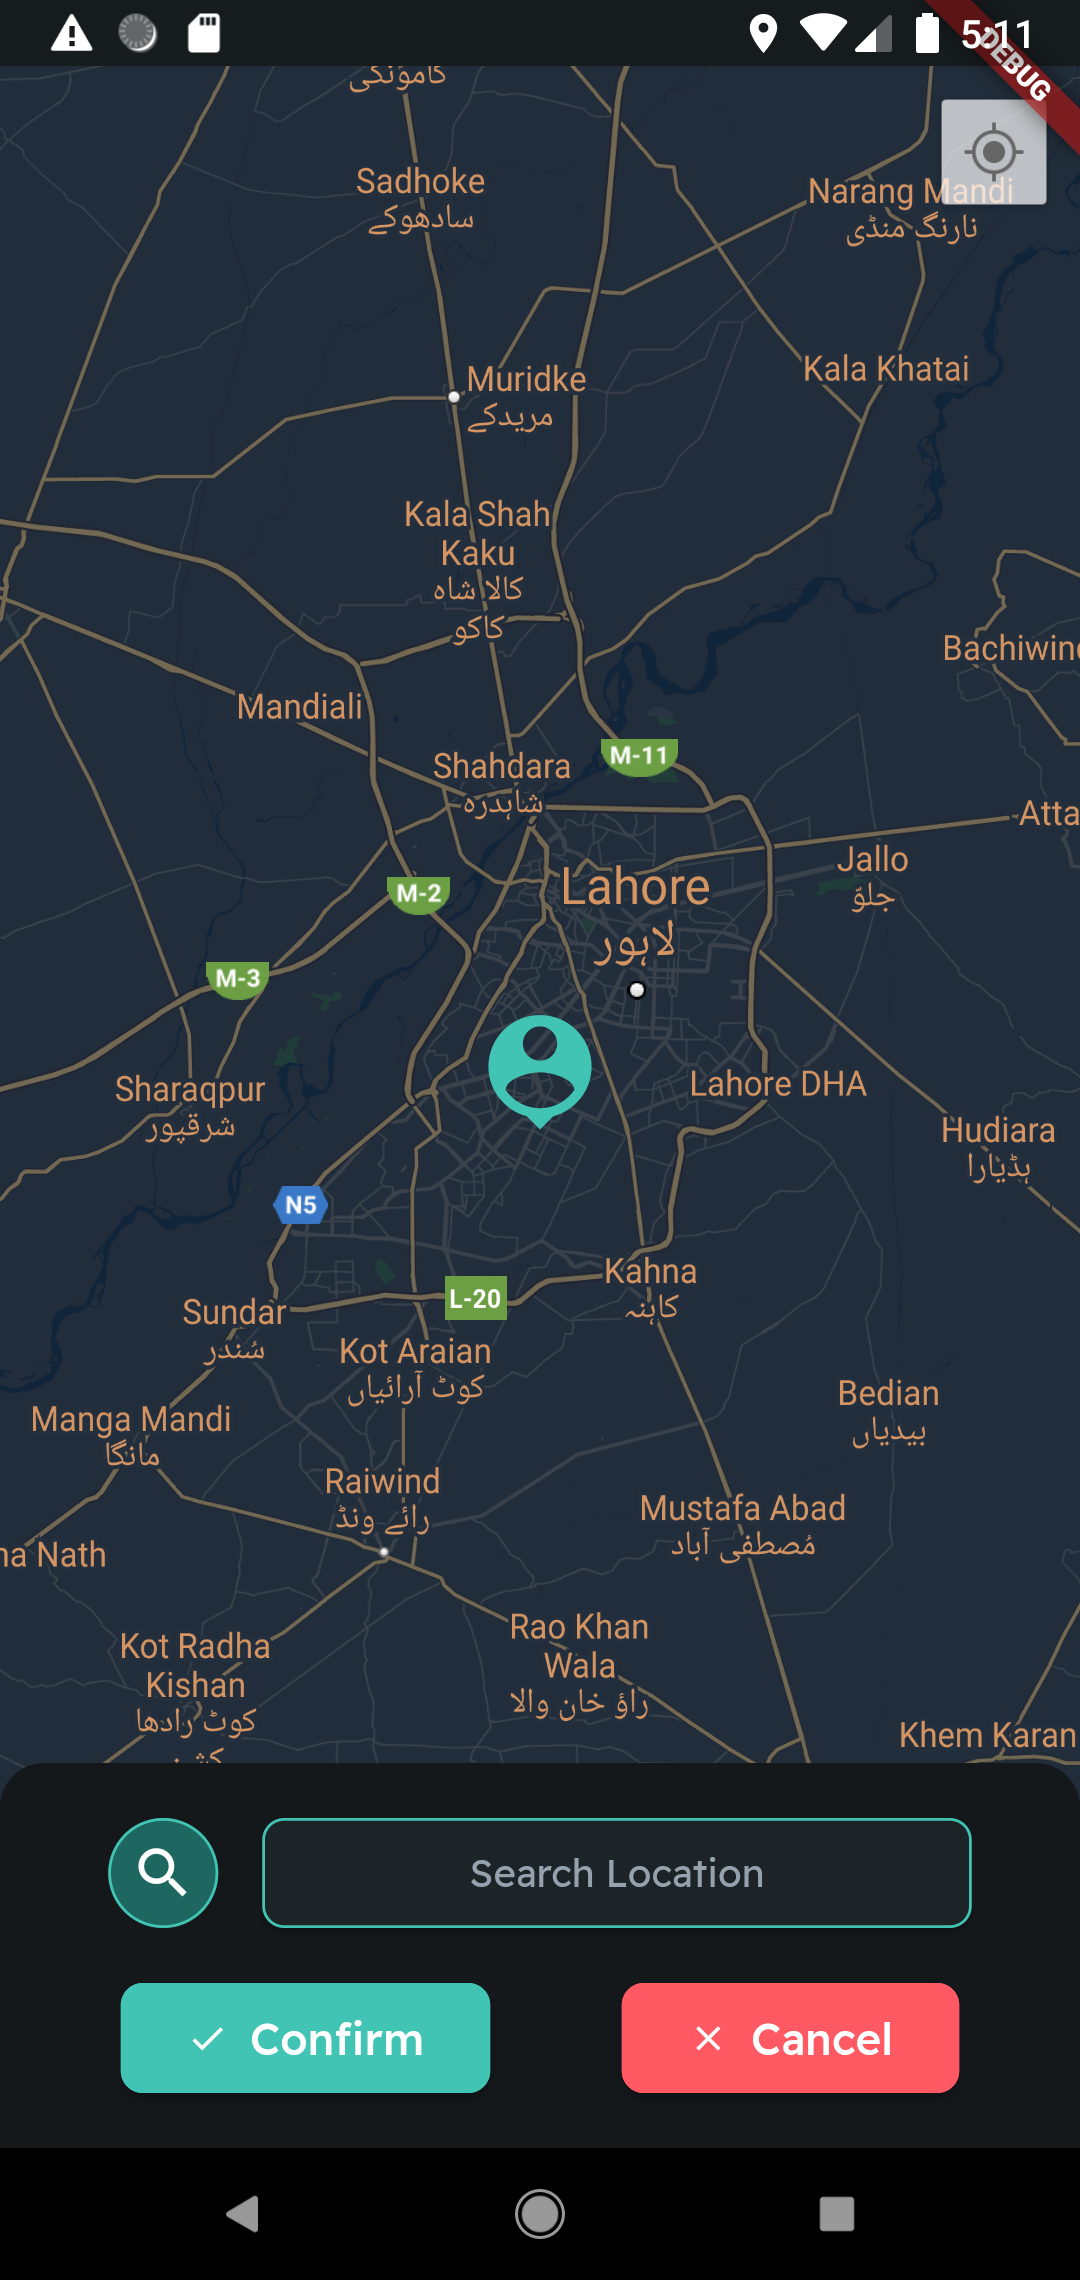 5:11
DEBUG
کامونکی
Sadhoke
سادھوکے
Narang Mandi
نارنگ منڈی
Muridke
مریدکے
Kala Khatai
Kala Shah
Kaku
کالا شاہ
کاکو
Bachiwind
Mandiali
M-11
Shahdara
شاہدرہ
Atta
Jallo
جلوّ
Lahore
لاہور
M-2
M-3
Sharaqpur
شرقپور
Lahore DHA
Hudiara
ہڈیارا
N5
Kahna
کاہنہ
L-20
Sundar
سُندر
Kot Araian
کوٹ آرائیاں
Bedian
بیدیاں
Manga Mandi
مانگا
Raiwind
رائے ونڈ
Mustafa Abad
مُصطفی آباد
na Nath
Rao Khan
Wala
راؤ خان والا
Kot Radha
Kishan
کوٹ رادھا
کشن
Khem Karan
Search Location
Confirm
Cancel